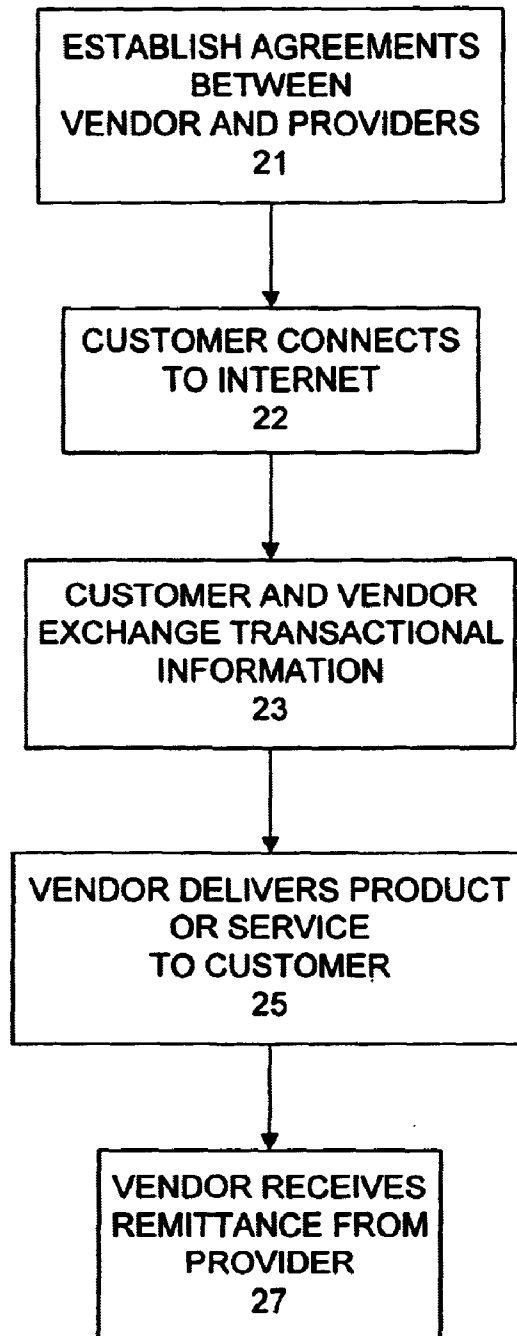 ESTABLISH AGREEMENTS
BETWEEN
VENDOR AND PROVIDERS
21
CUSTOMER CONNECTS
TO INTERNET
22
CUSTOMER AND VENDOR
EXCHANGE TRANSACTIONAL
INFORMATION
23
VENDOR DELIVERS PRODUCT
OR SERVICE
TO CUSTOMER
25
VENDOR RECEIVES
REMITTANCE FROM
PROVIDER
27